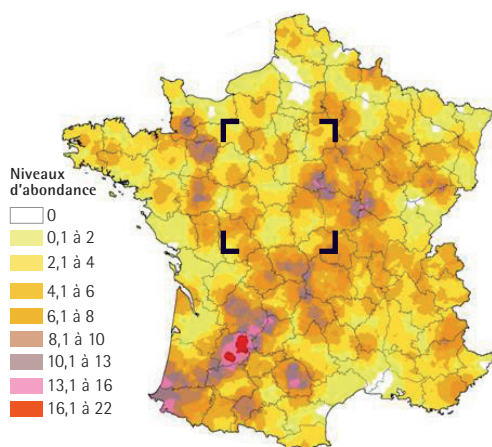 Niveaux
d'abondance
0
0,1 à 2
2,1 à 4
4,1 à 6
6,1 à 8
8,1 à 10
10,1 à 13
13,1 à 16
16,1 à 22